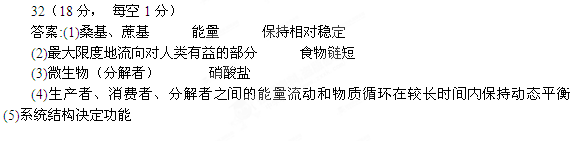 32（18分， 每空1分）
答案:(1)桑基、蔗基 能量 保持相对稳定
(2)最大限度地流向对人类有益的部分 食物链短
(3)微生物（分解者） 硝酸盐
(4)生产者、消费者、分解者之间的能量流动和物质循环在较长时间内保持动态平衡
(5)系统结构决定功能